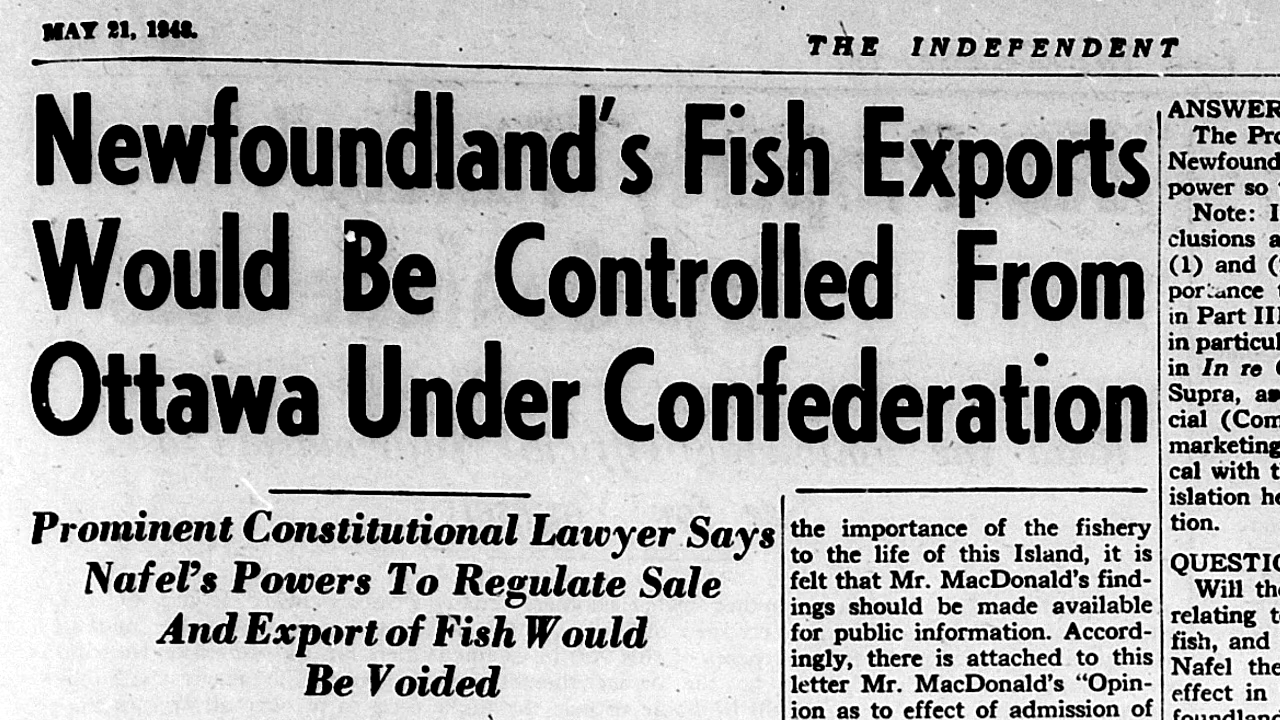 MAY 21, 1948.
THE INDEPENDENT
Newfoundland's Fish Exports
Would Be Controlled From
Ottawa Under Confederation
Prominent Constitutional Lawyer Says
Nafel's Powers To Regulate Sale
And Export of Fish Would
Be Voided
the importance of the fishery
to the life of this Island, it is
felt that Mr. MacDonald's find-
ings should be made available
for public information. Accord-
ingly, there is attached to this
letter Mr. MacDonald's "Opin-
ion as to effect of admission of
ANSWER
The Pro
Newfound
power so
Note: I
clusions a
(1) and (
portance
in Part III
in particul
in In re
Supra, as
cial (Com
marketing
cal with t
islation he
tion.
QUESTIO
Will the
relating t
fish, and
Nafel the
effect in
foundland